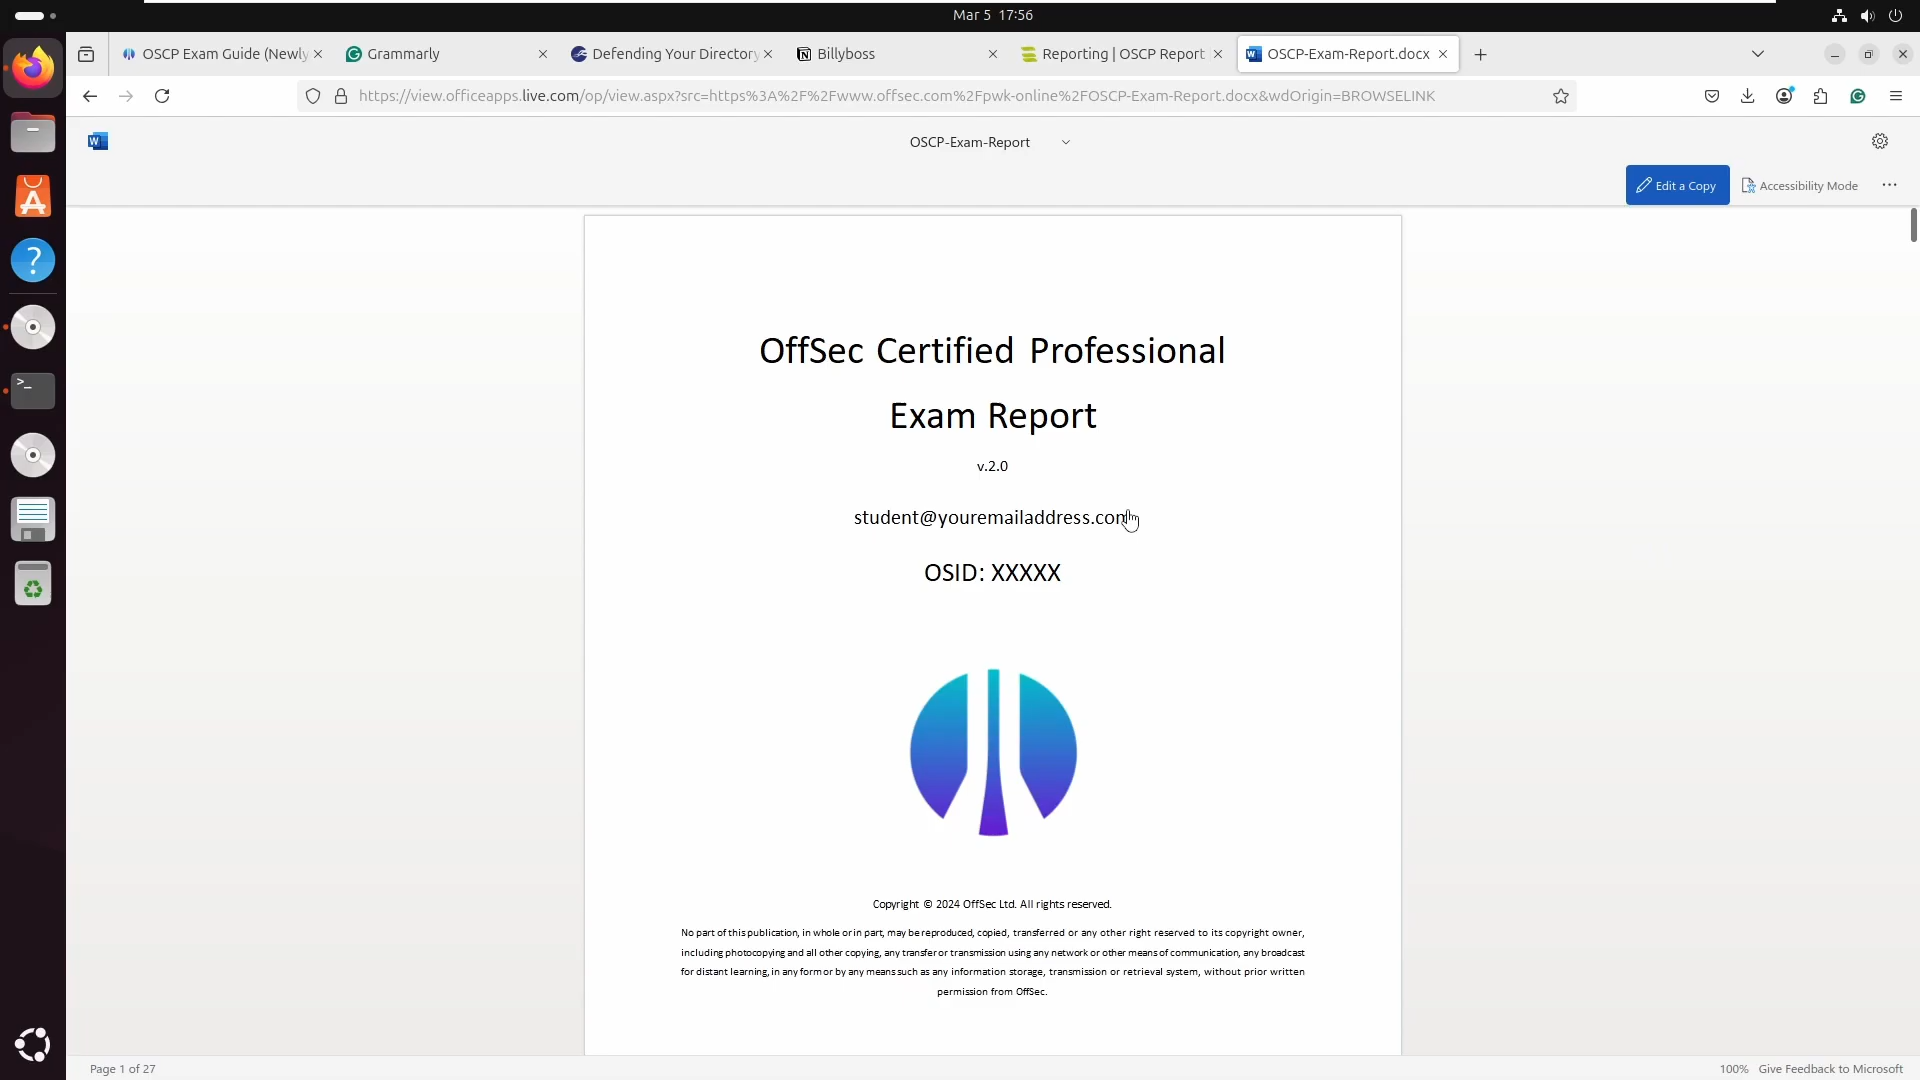 Mar 5 17:56
OSCP Exam Guide (Newly
Grammarly
Defending Your Directory
Billyboss
Reporting | OSCP Report
OSCP-Exam-Report.docx
https://view.officeapps.live.com/op/view.aspx?src=https%3A%2F%2Fwww.offsec.com%2Fpwk-online%2FOSCP-Exam-Report.docx&wdOrigin=BROWSELINK
OSCP-Exam-Report
Edit a Copy
Accessibility Mode
OffSec Certified Professional
Exam Report
v.2.0
student@youremailaddress.com
OSID: XXXXX
Copyright © 2024 OffSec Ltd. All rights reserved.
No part of this publication, in whole or in part, may be reproduced, copied, transferred or any other right reserved to its copyright owner,
including photocopying and all other copying, any transfer or transmission using any network or other means of communication, any broadcast
for distant learning, in any form or by any means such as any information storage, transmission or retrieval system, without prior written
permission from OffSec.
Page 1 of 27
100% Give Feedback to Microsoft